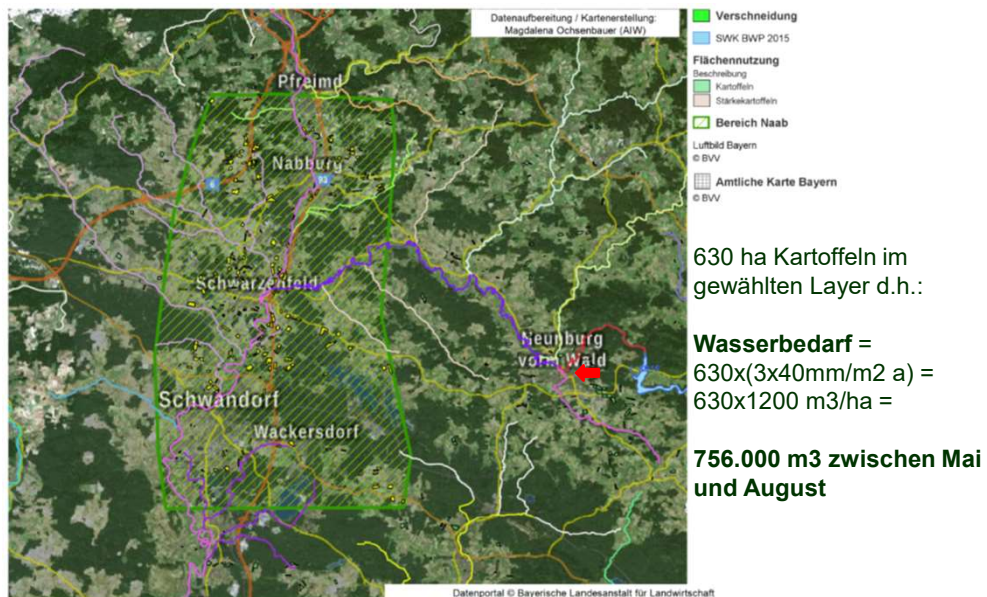 Datenaufbereitung / Kartenerstellung:
Magdalena Ochsenbauer (AIW)
Pfreimd
Nabburg
6
93
Schwarzenfeld
Neunburg
vorm Wald
Schwandorf
Wackersdorf
Verschneidung
SWK BWP 2015
Flächennutzung
Beschreibung
Kartoffeln
Stärkekartoffeln
Bereich Naab
Luftbild Bayern
© BVV
Amtliche Karte Bayern
© BVV
630 ha Kartoffeln im
gewählten Layer d.h.:
Wasserbedarf =
630x(3x40mm/m2 a) =
630x1200 m3/ha =
756.000 m3 zwischen Mai
und August
Datenportal © Bayerische Landesanstalt für Landwirtschaft